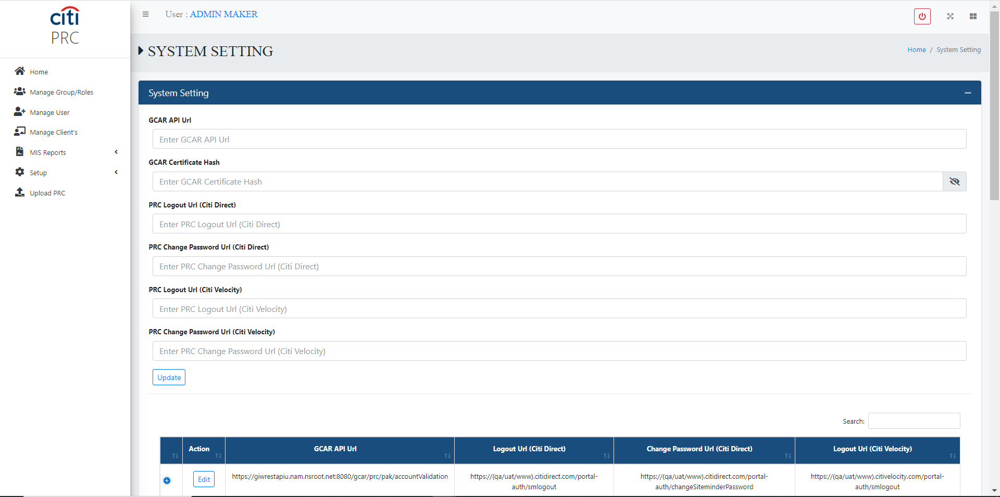 citi
PRC
Home
Manage Group/Roles
Manage User
Manage Client's
MIS Reports
Setup
Upload PRC
User : ADMIN MAKER
SYSTEM SETTING
Home / System Setting
System Setting
GCAR API Url
Enter GCAR API Url
GCAR Certificate Hash
Enter GCAR Certificate Hash
PRC Logout Url (Citi Direct)
Enter PRC Logout Url (Citi Direct)
PRC Change Password Url (Citi Direct)
Enter PRC Change Password Url (Citi Direct)
PRC Logout Url (Citi Velocity)
Enter PRC Logout Url (Citi Velocity)
PRC Change Password Url (Citi Velocity)
Enter PRC Change Password Url (Citi Velocity)
Update
Search:
Action GCAR API Url Logout Url (Citi Direct) Change Password Url (Citi Direct) Logout Url (Citi Velocity)
Edit https://giwrestapiu.nam.nsroot.net:8080/gcar/prc/pak/accountValidation https://(qa/uat/www).citidirect.com/portal- https://(qa/uat/www).citidirect.com/portal- https://(qa/uat/www).citivelocity.com/portal-
auth/smlogout auth/changeSiteminderPassword auth/smlogout